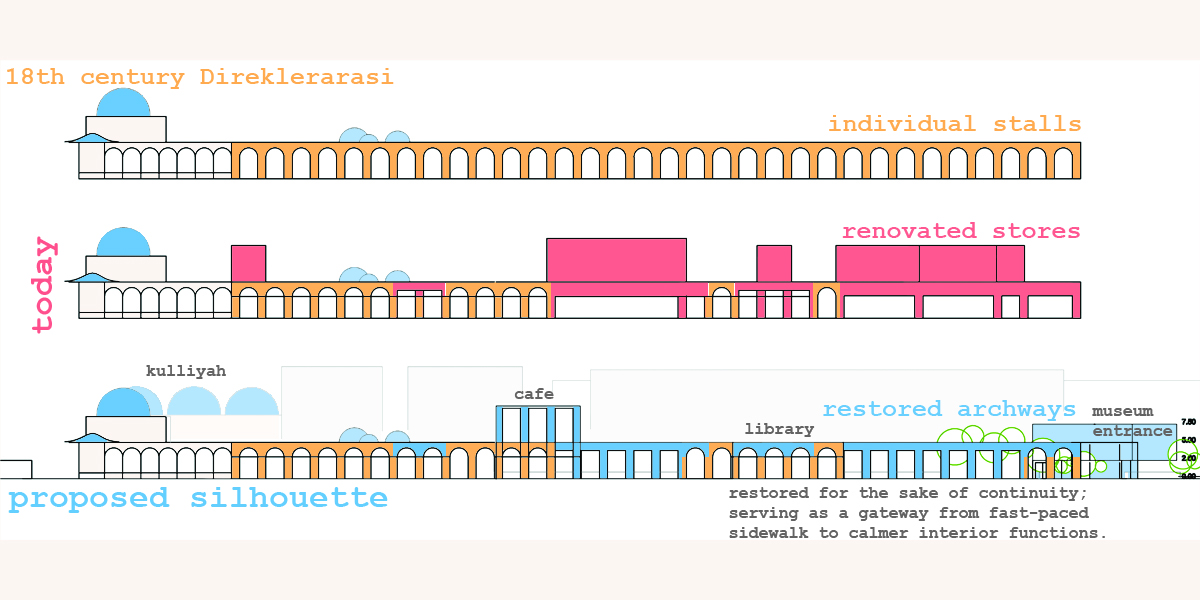 18th century Direklerarasi
individual stalls
today
renovated stores
kulliyah
cafe
library
restored archways
museum
entrance
7.50
5.00
2.00
0.00
proposed silhouette
restored for the sake of continuity;
serving as a gateway from fast-paced
sidewalk to calmer interior functions.